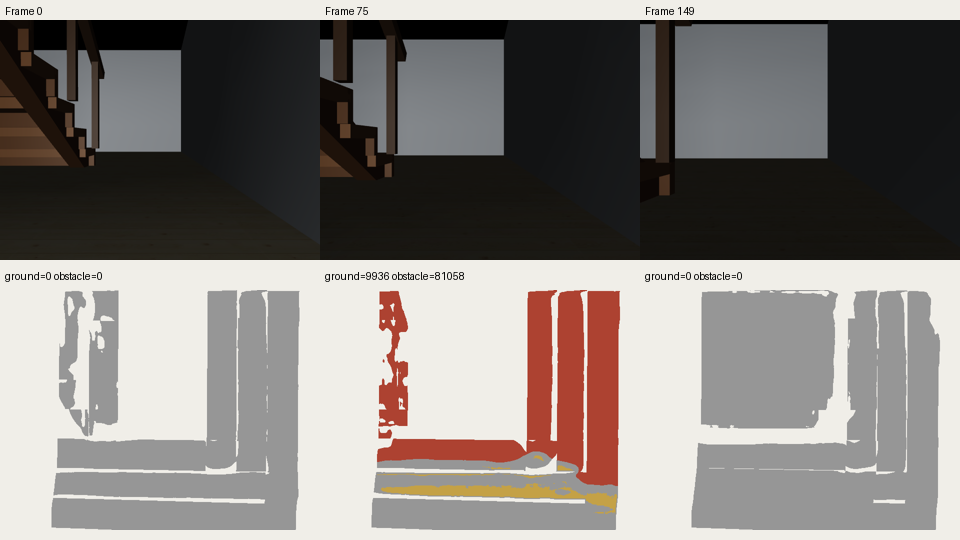 Frame 0
Frame 75
Frame 149
ground=0 obstacle=0
ground=9936 obstacle=81058
ground=0 obstacle=0